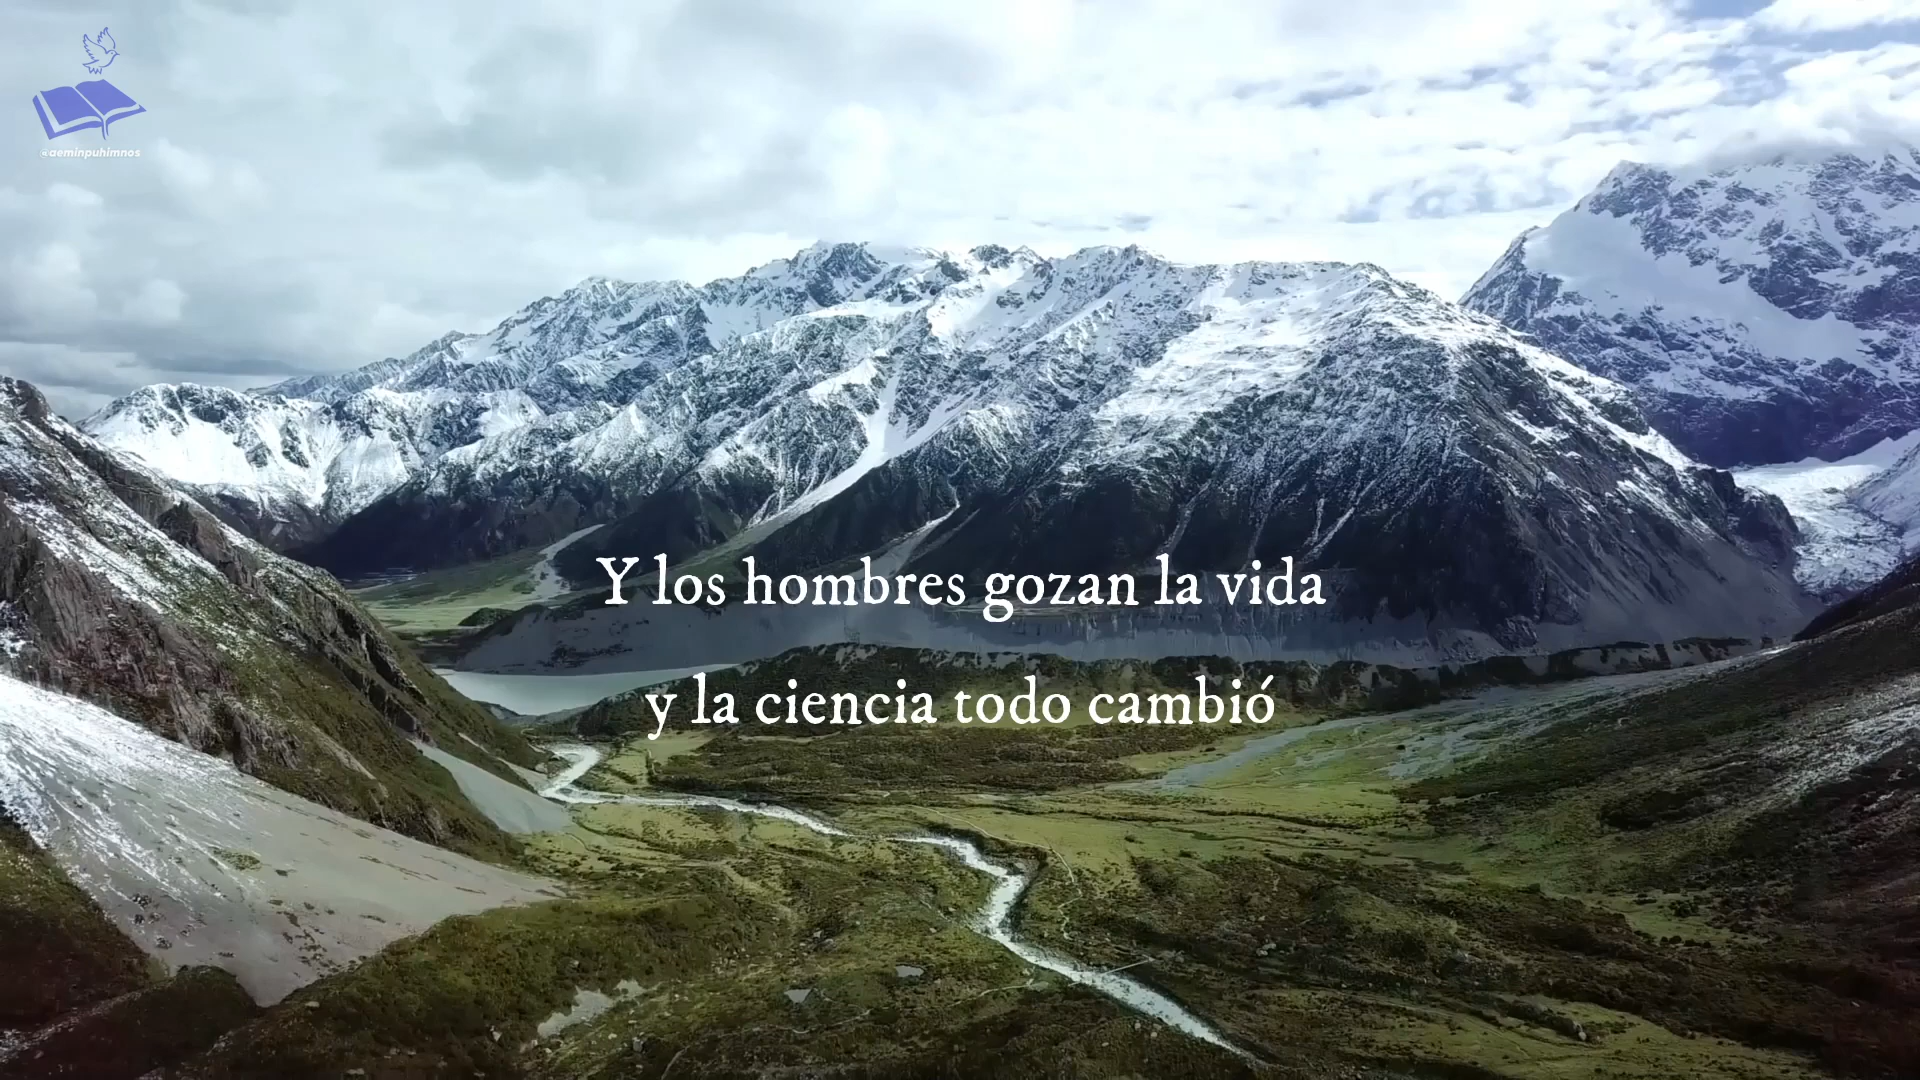 @aeminpuhimnos
Y los hombres gozan la vida
y la ciencia todo cambió